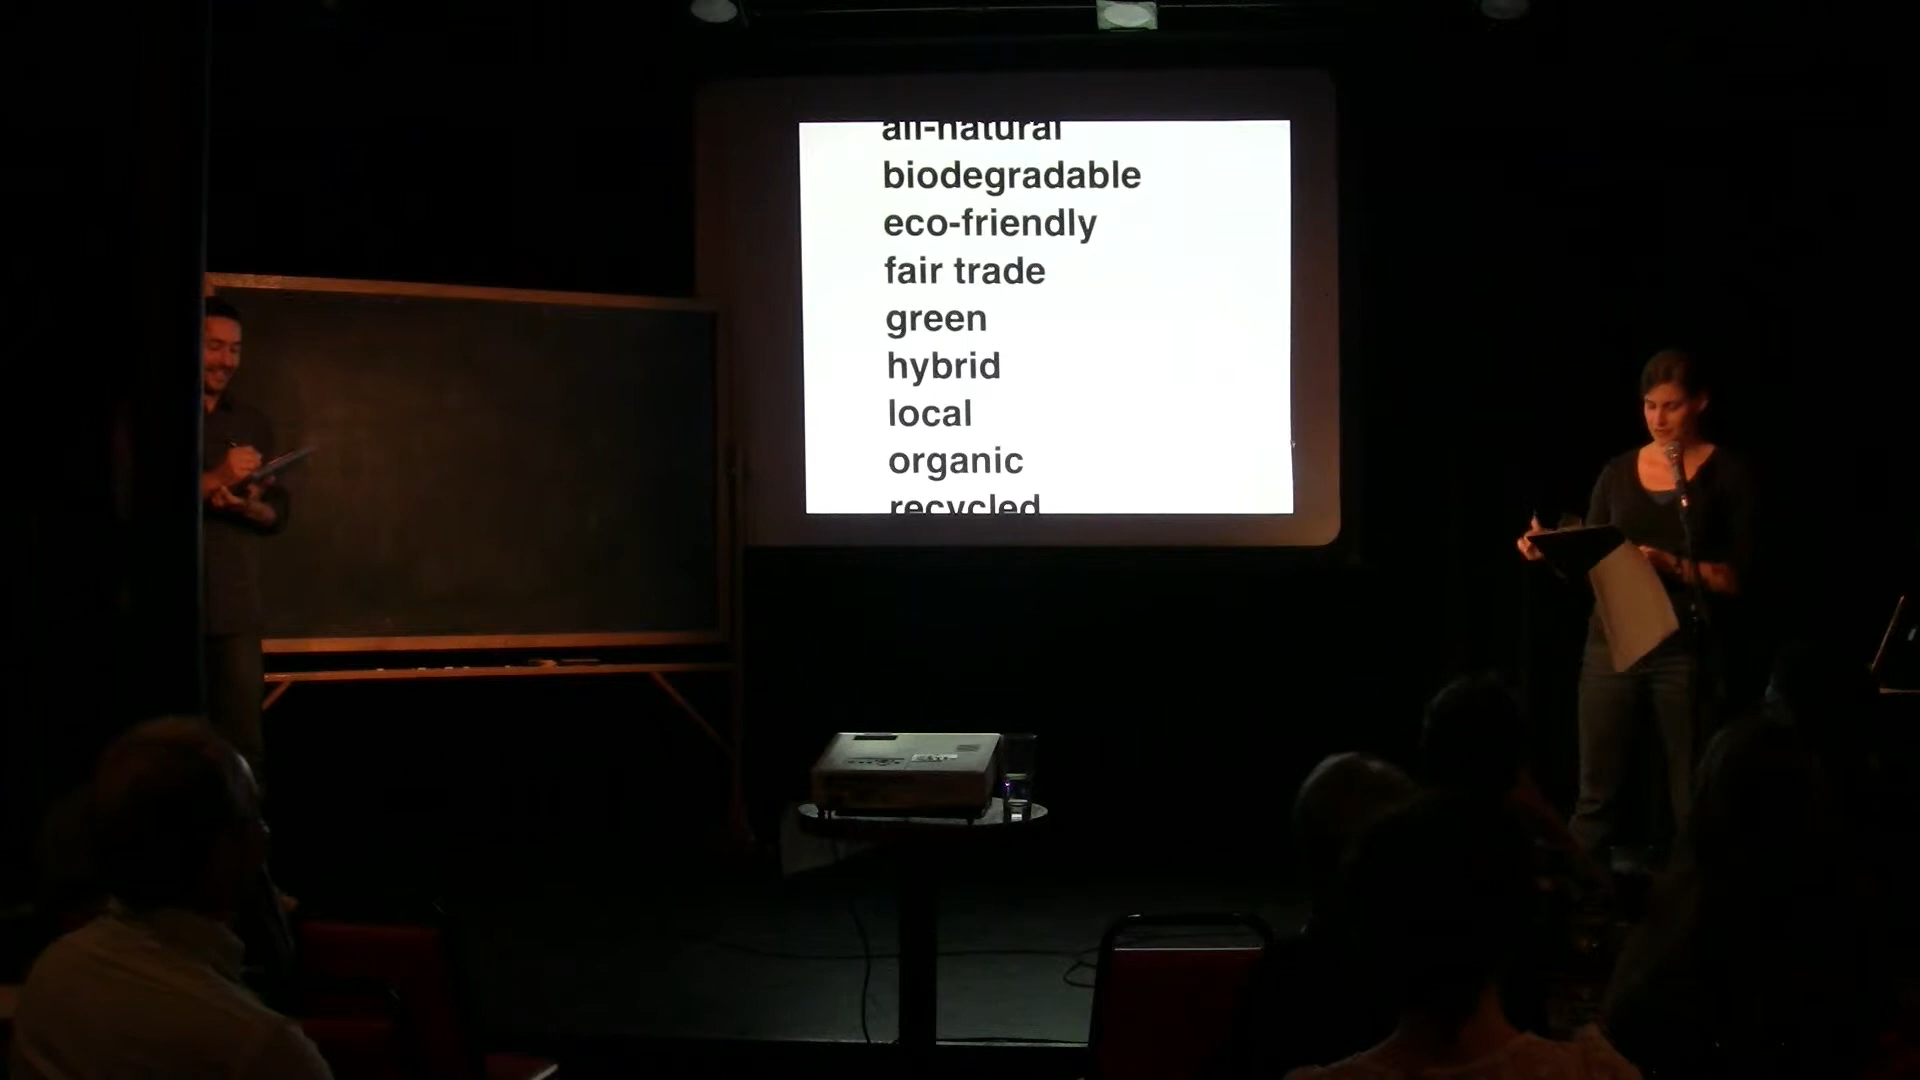 all-natural
biodegradable
eco-friendly
fair trade
green
hybrid
local
organic
recycled